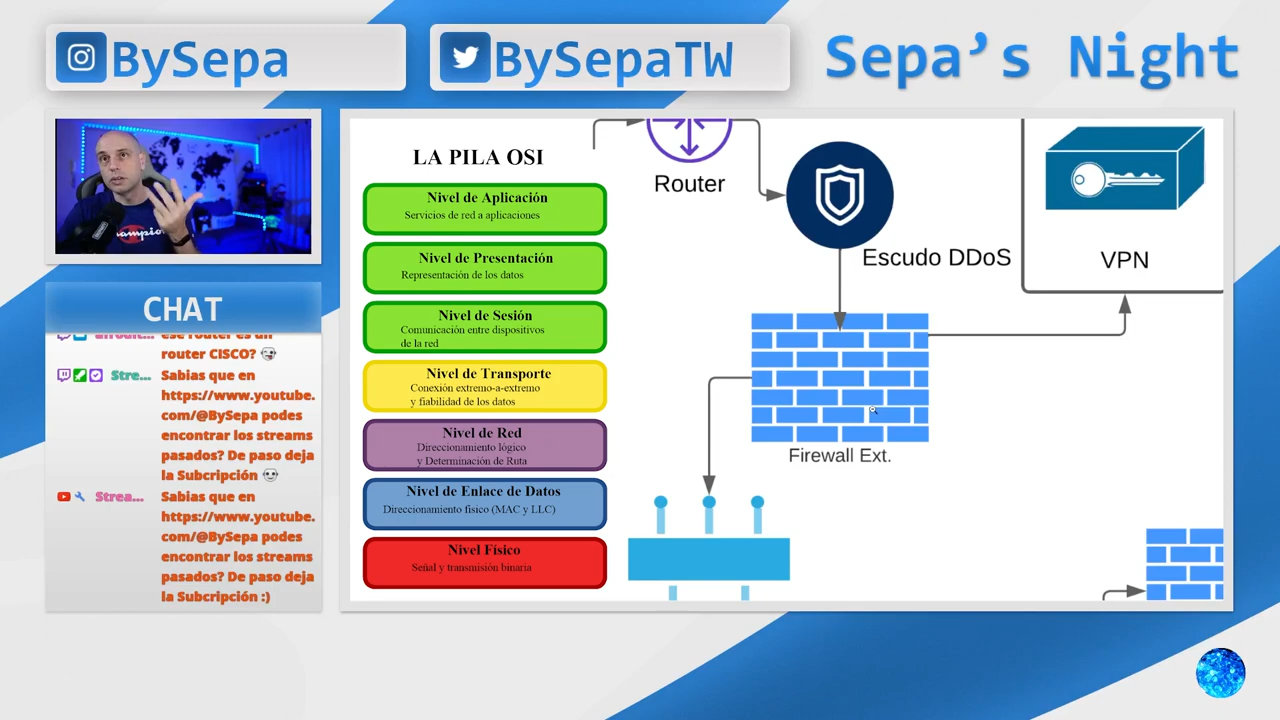 BySepa
BySepaTW
Sepa's Night
CHAT
ese router es un
router CISCO?
Stre... Sabias que en
https://www.youtube.
com/@BySepa podes
encontrar los streams
pasados? De paso deja
la Subcripción
Strea... Sabias que en
https://www.youtube.
com/@BySepa podes
encontrar los streams
pasados? De paso deja
la Subcripción :)
LA PILA OSI
Nivel de Aplicación
Servicios de red a aplicaciones
Nivel de Presentación
Representación de los datos
Nivel de Sesión
Comunicación entre dispositivos
de la red
Nivel de Transporte
Conexión extremo-a-extremo
y fiabilidad de los datos
Nivel de Red
Direccionamiento lógico
y Determinación de Ruta
Nivel de Enlace de Datos
Direccionamiento fisico (MAC y LLC)
Nivel Físico
Señal y transmisión binaria
Router
Escudo DDoS
VPN
Firewall Ext.